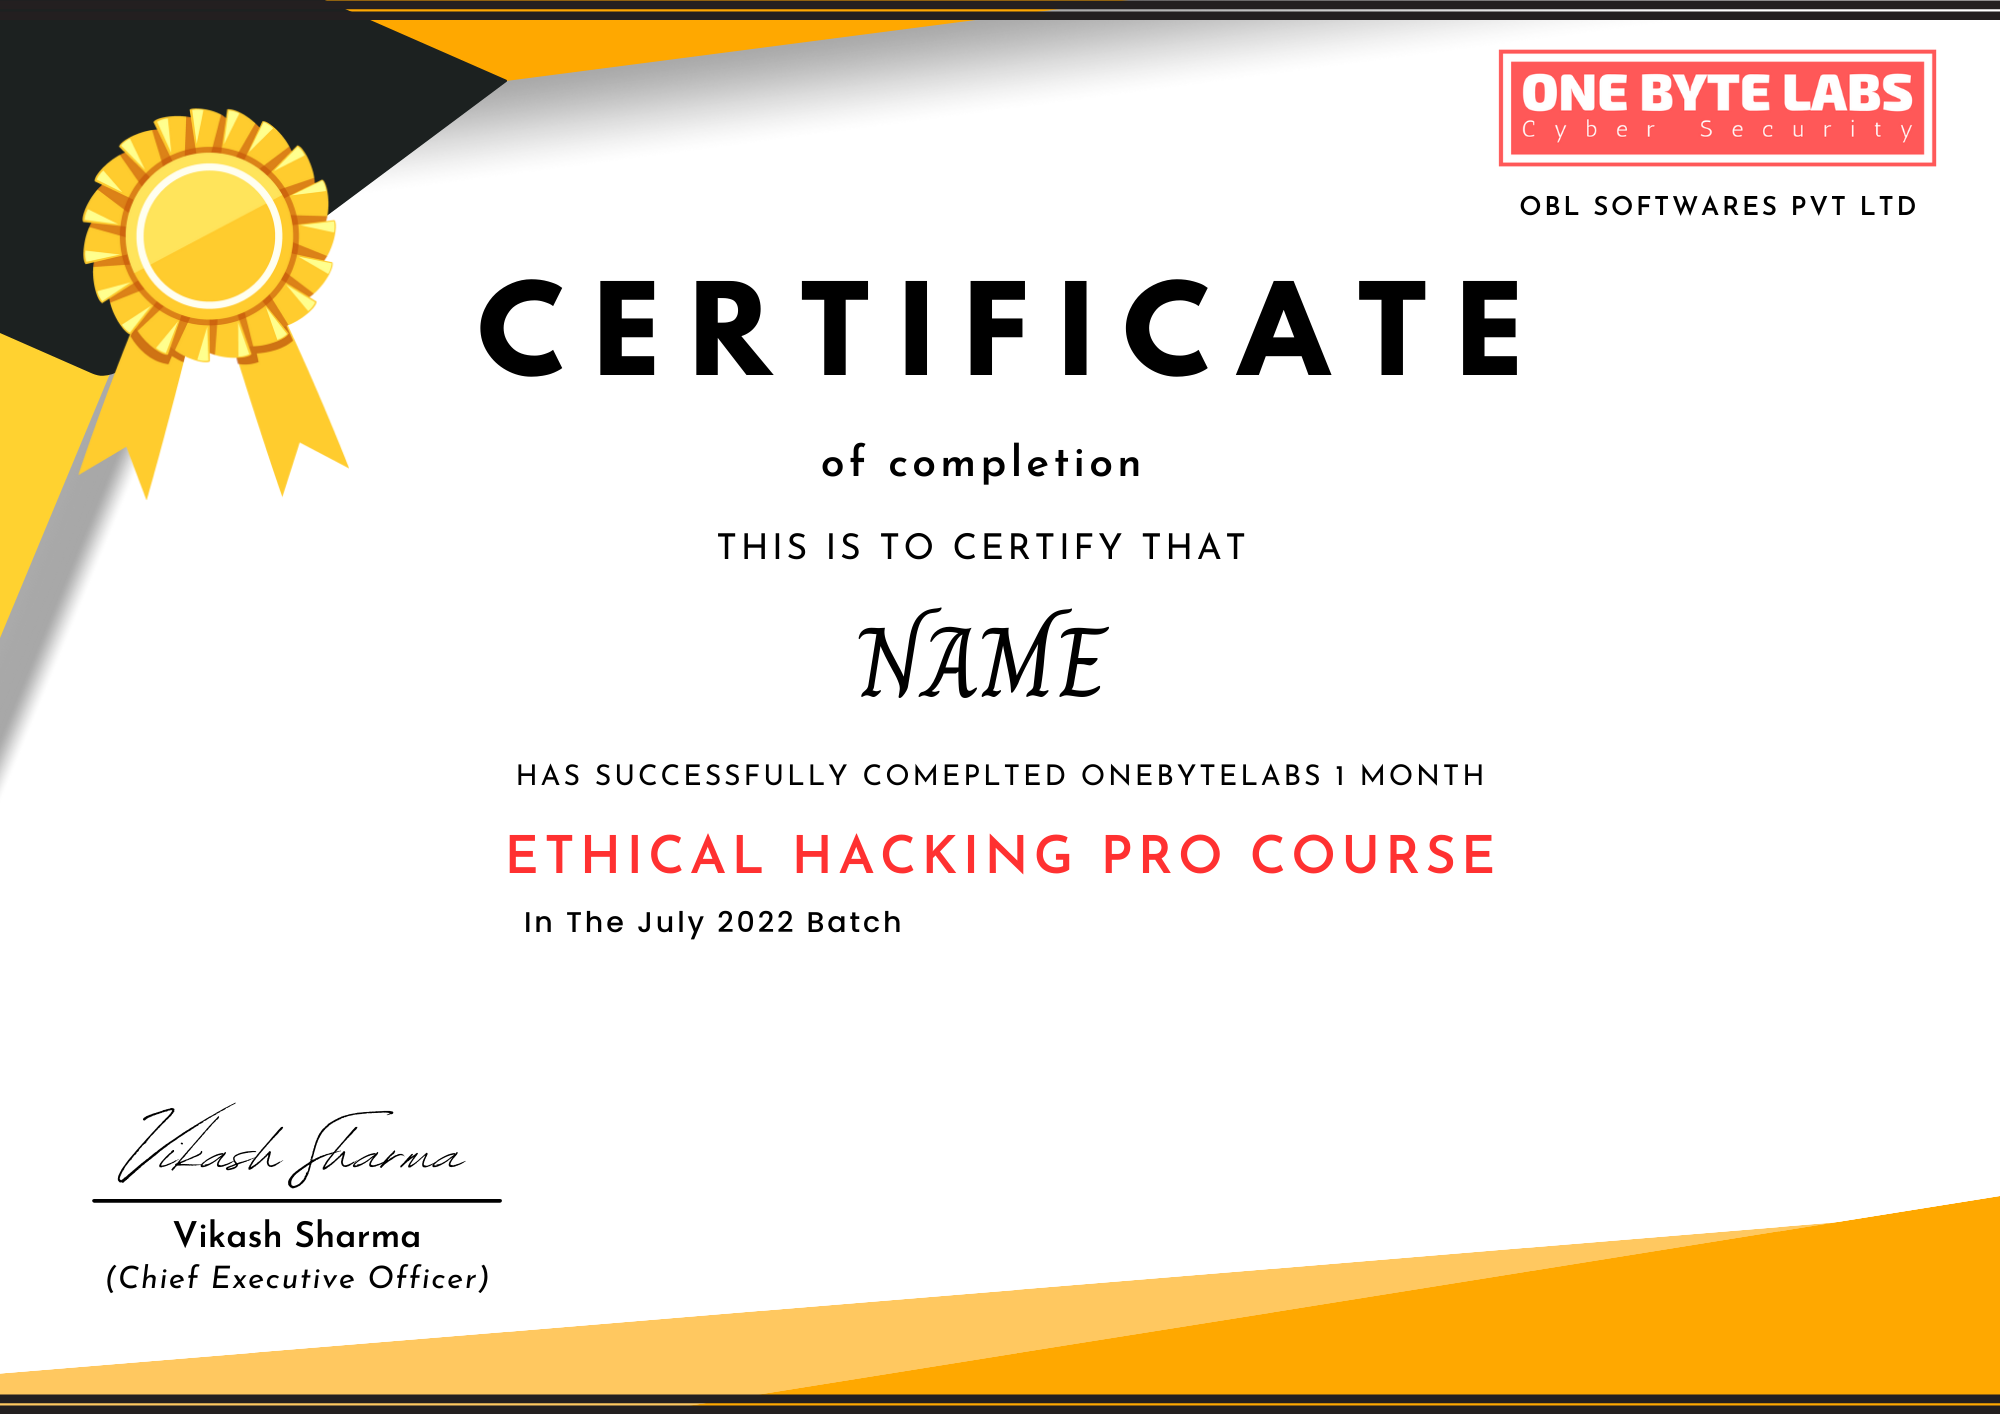 ONE BYTE LABS
Cyber Security
OBL SOFTWARES PVT LTD
CERTIFICATE
of completion
THIS IS TO CERTIFY THAT
NAME
HAS SUCCESSFULLY COMEPLTED ONEBYTELABS 1 MONTH
ETHICAL HACKING PRO COURSE
In The July 2022 Batch
Vikash Sharma
Vikash Sharma
(Chief Executive Officer)